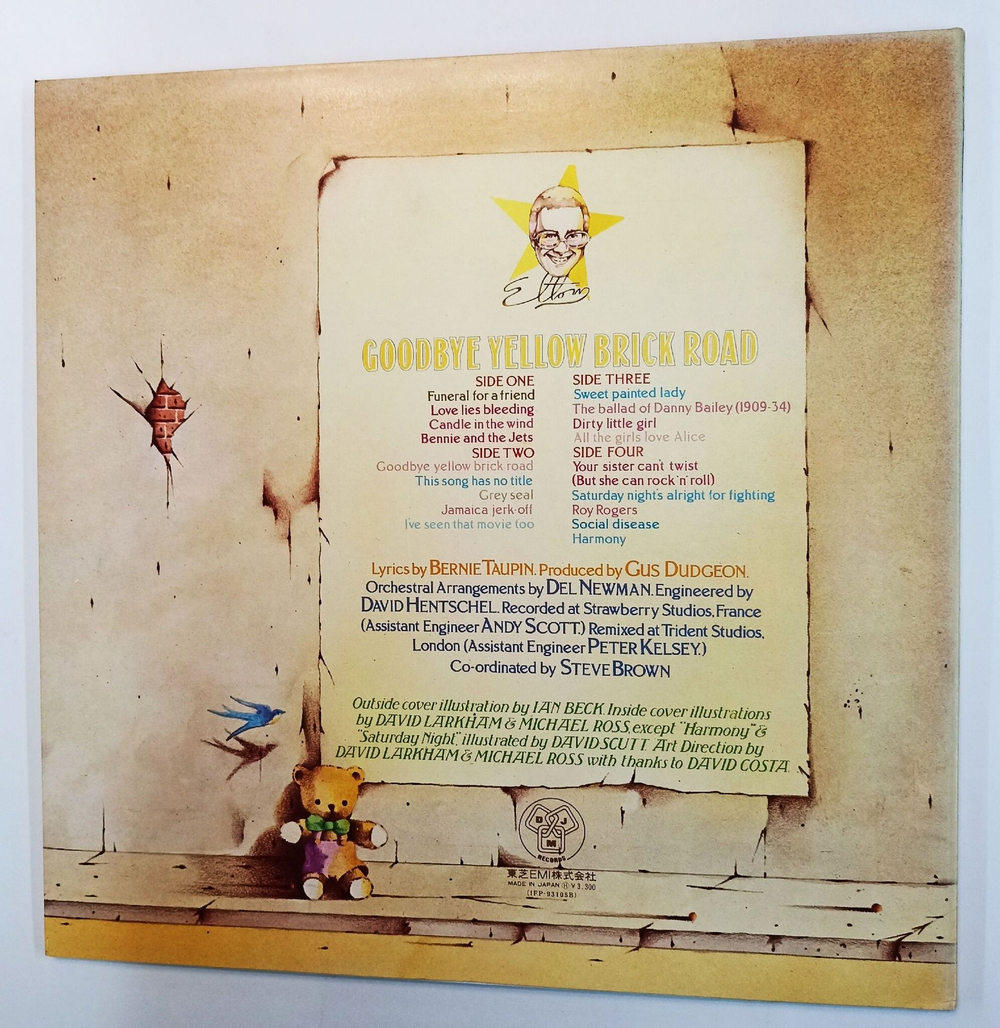 Elton
GOODBYE YELLOW BRICK ROAD
SIDE ONE
Funeral for a friend
Love lies bleeding
Candle in the wind
Bennie and the Jets
SIDE TWO
Goodbye yellow brick road
This song has no title
Grey seal
Jamaica jerk-off
I've seen that movie too
SIDE THREE
Sweet painted lady
The ballad of Danny Bailey (1909-34)
Dirty little girl
All the girls love Alice
SIDE FOUR
Your sister can't twist
(But she can rock 'n' roll)
Saturday night's alright for fighting
Roy Rogers
Social disease
Harmony
Lyrics by BERNIE TAUPIN. Produced by GUS DUDGEON.
Orchestral Arrangements by DEL NEWMAN. Engineered by
DAVID HENTSCHEL. Recorded at Strawberry Studios, France
(Assistant Engineer ANDY SCOTT.) Remixed at Trident Studios,
London (Assistant Engineer PETER KELSEY.)
Co-ordinated by STEVE BROWN
Outside cover illustration by IAN BECK. Inside cover illustrations
by DAVID LARKHAM & MICHAEL ROSS, except "Harmony" &
"Saturday Night", illustrated by DAVID SCUTT Art Direction by
DAVID LARKHAM & MICHAEL ROSS with thanks to DAVID COSTA.
D J M
RECORDS
東芝EMI株式会社
MADE IN JAPAN Ⓗ ¥3,300
(IFP-93105B)